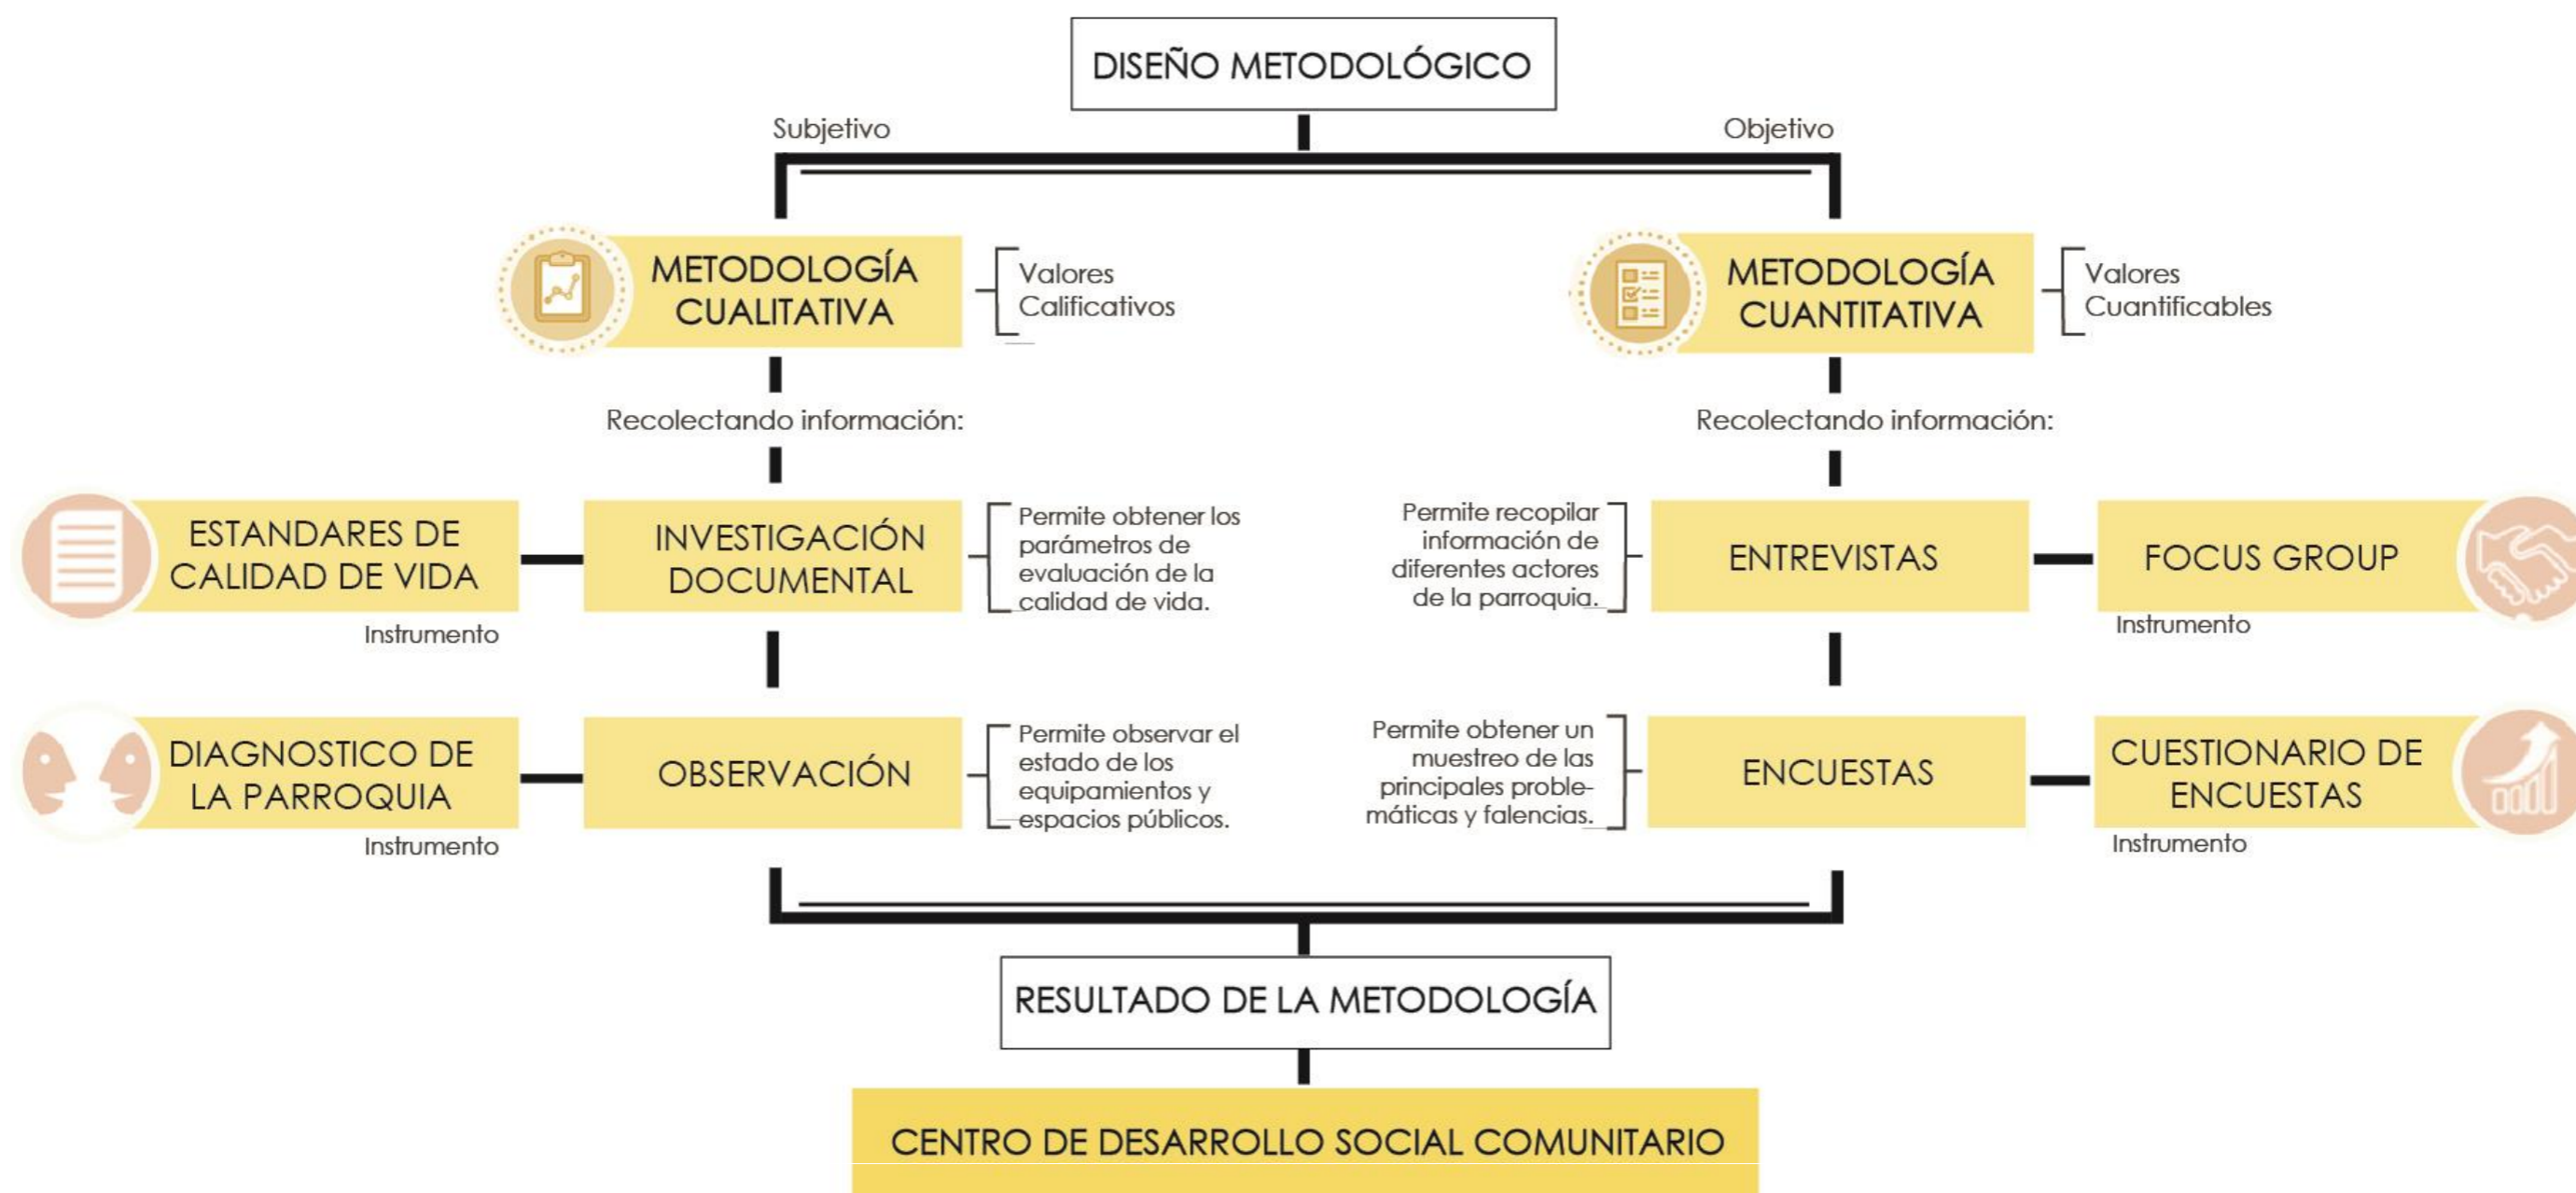 DISEÑO METODOLÓGICO
Subjetivo
Objetivo
METODOLOGÍA
CUALITATIVA
Valores
Calificativos
METODOLOGÍA
CUANTITATIVA
Valores
Cuantificables
Recolectando información:
Recolectando información:
ESTANDARES DE
CALIDAD DE VIDA
Instrumento
INVESTIGACIÓN
DOCUMENTAL
Permite obtener los
parámetros de
evaluación de la
calidad de vida.
Permite recopilar
información de
diferentes actores
de la parroquia.
ENTREVISTAS
FOCUS GROUP
Instrumento
DIAGNOSTICO DE
LA PARROQUIA
Instrumento
OBSERVACIÓN
Permite observar el
estado de los
equipamientos y
espacios públicos.
Permite obtener un
muestreo de las
principales proble-
máticas y falencias.
ENCUESTAS
CUESTIONARIO DE
ENCUESTAS
Instrumento
RESULTADO DE LA METODOLOGÍA
CENTRO DE DESARROLLO SOCIAL COMUNITARIO